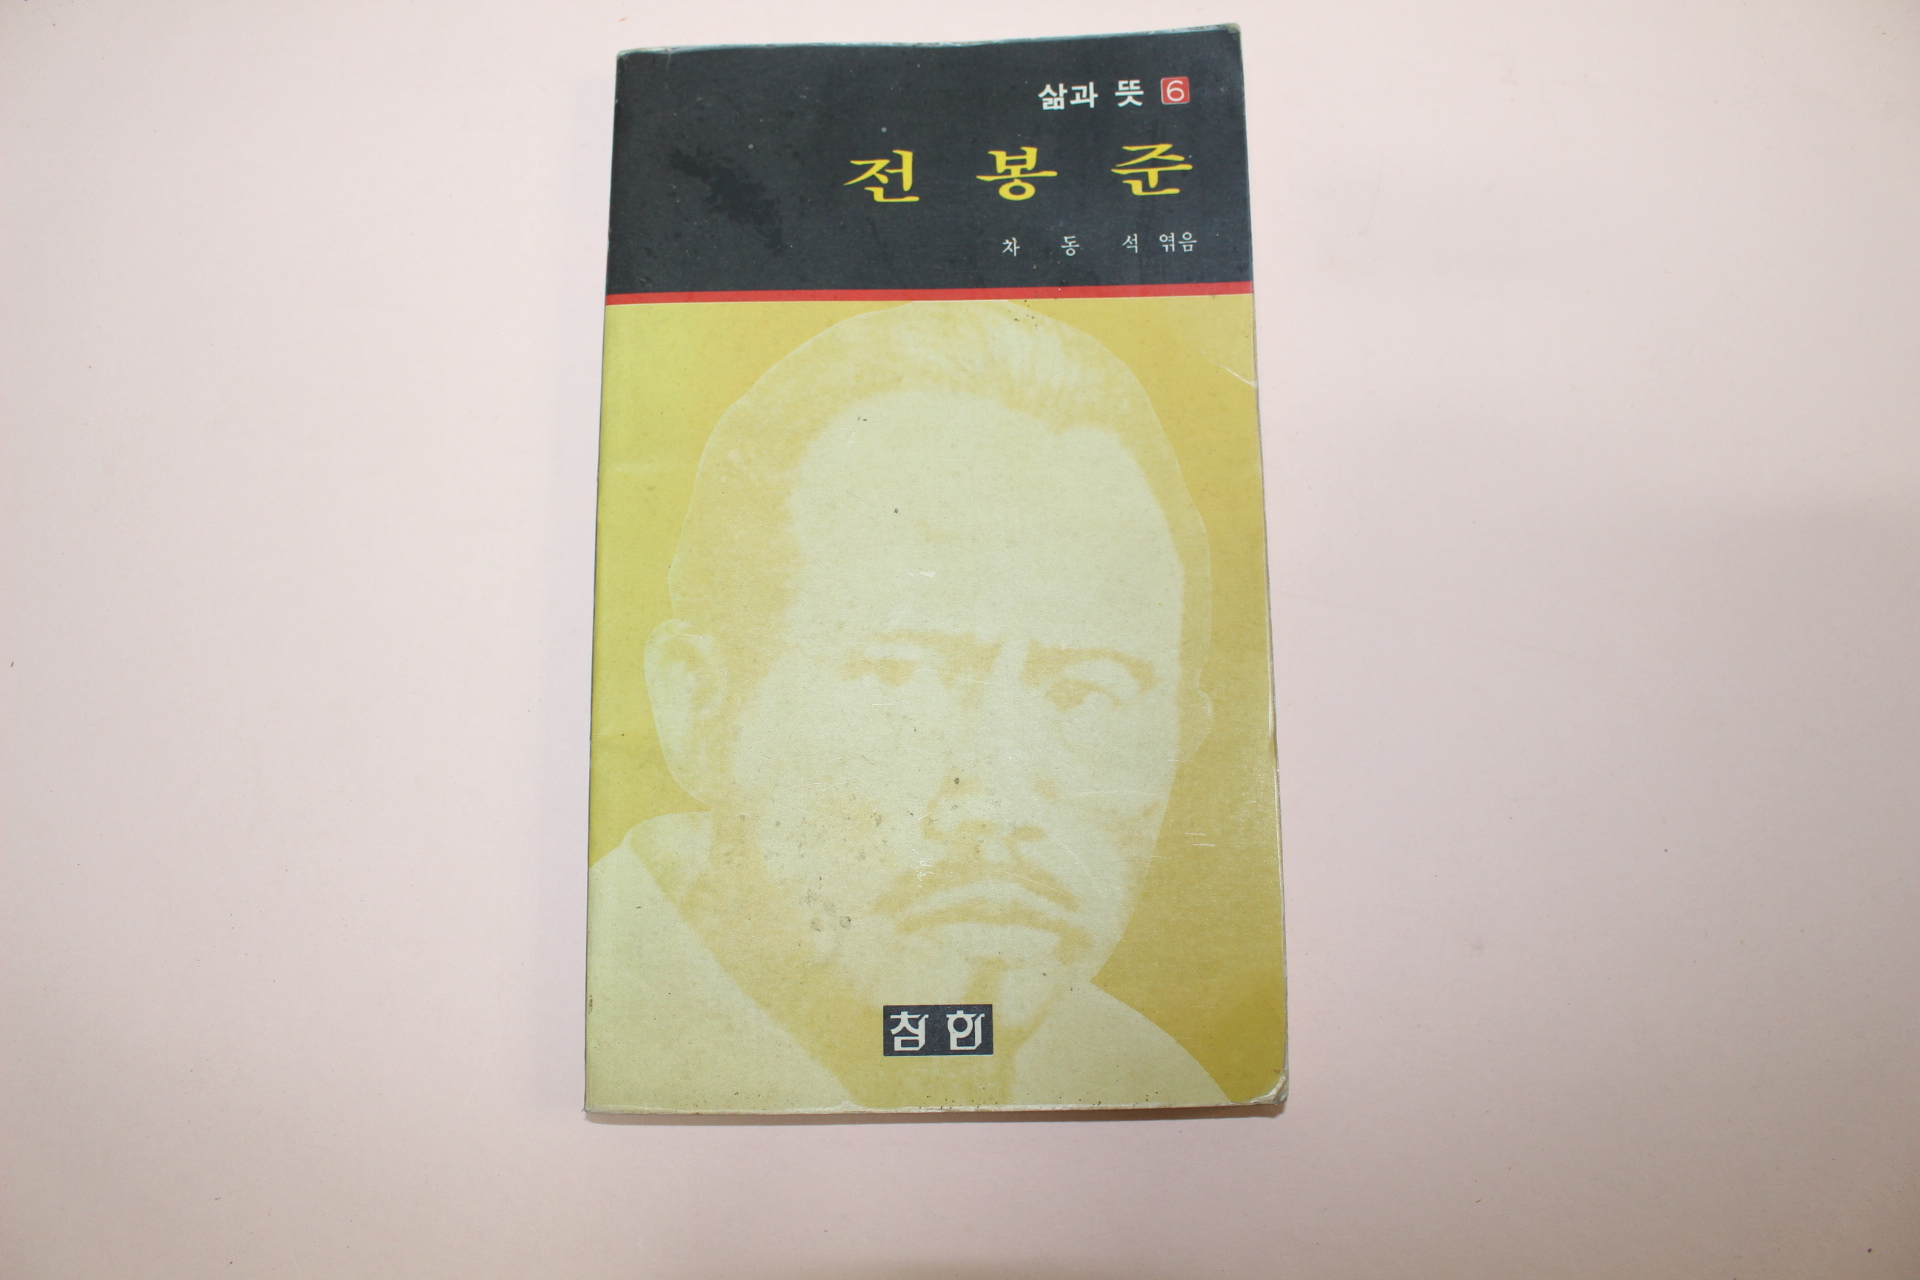 삶과 뜻 6
전 봉 준
차 동 석 엮음
참한